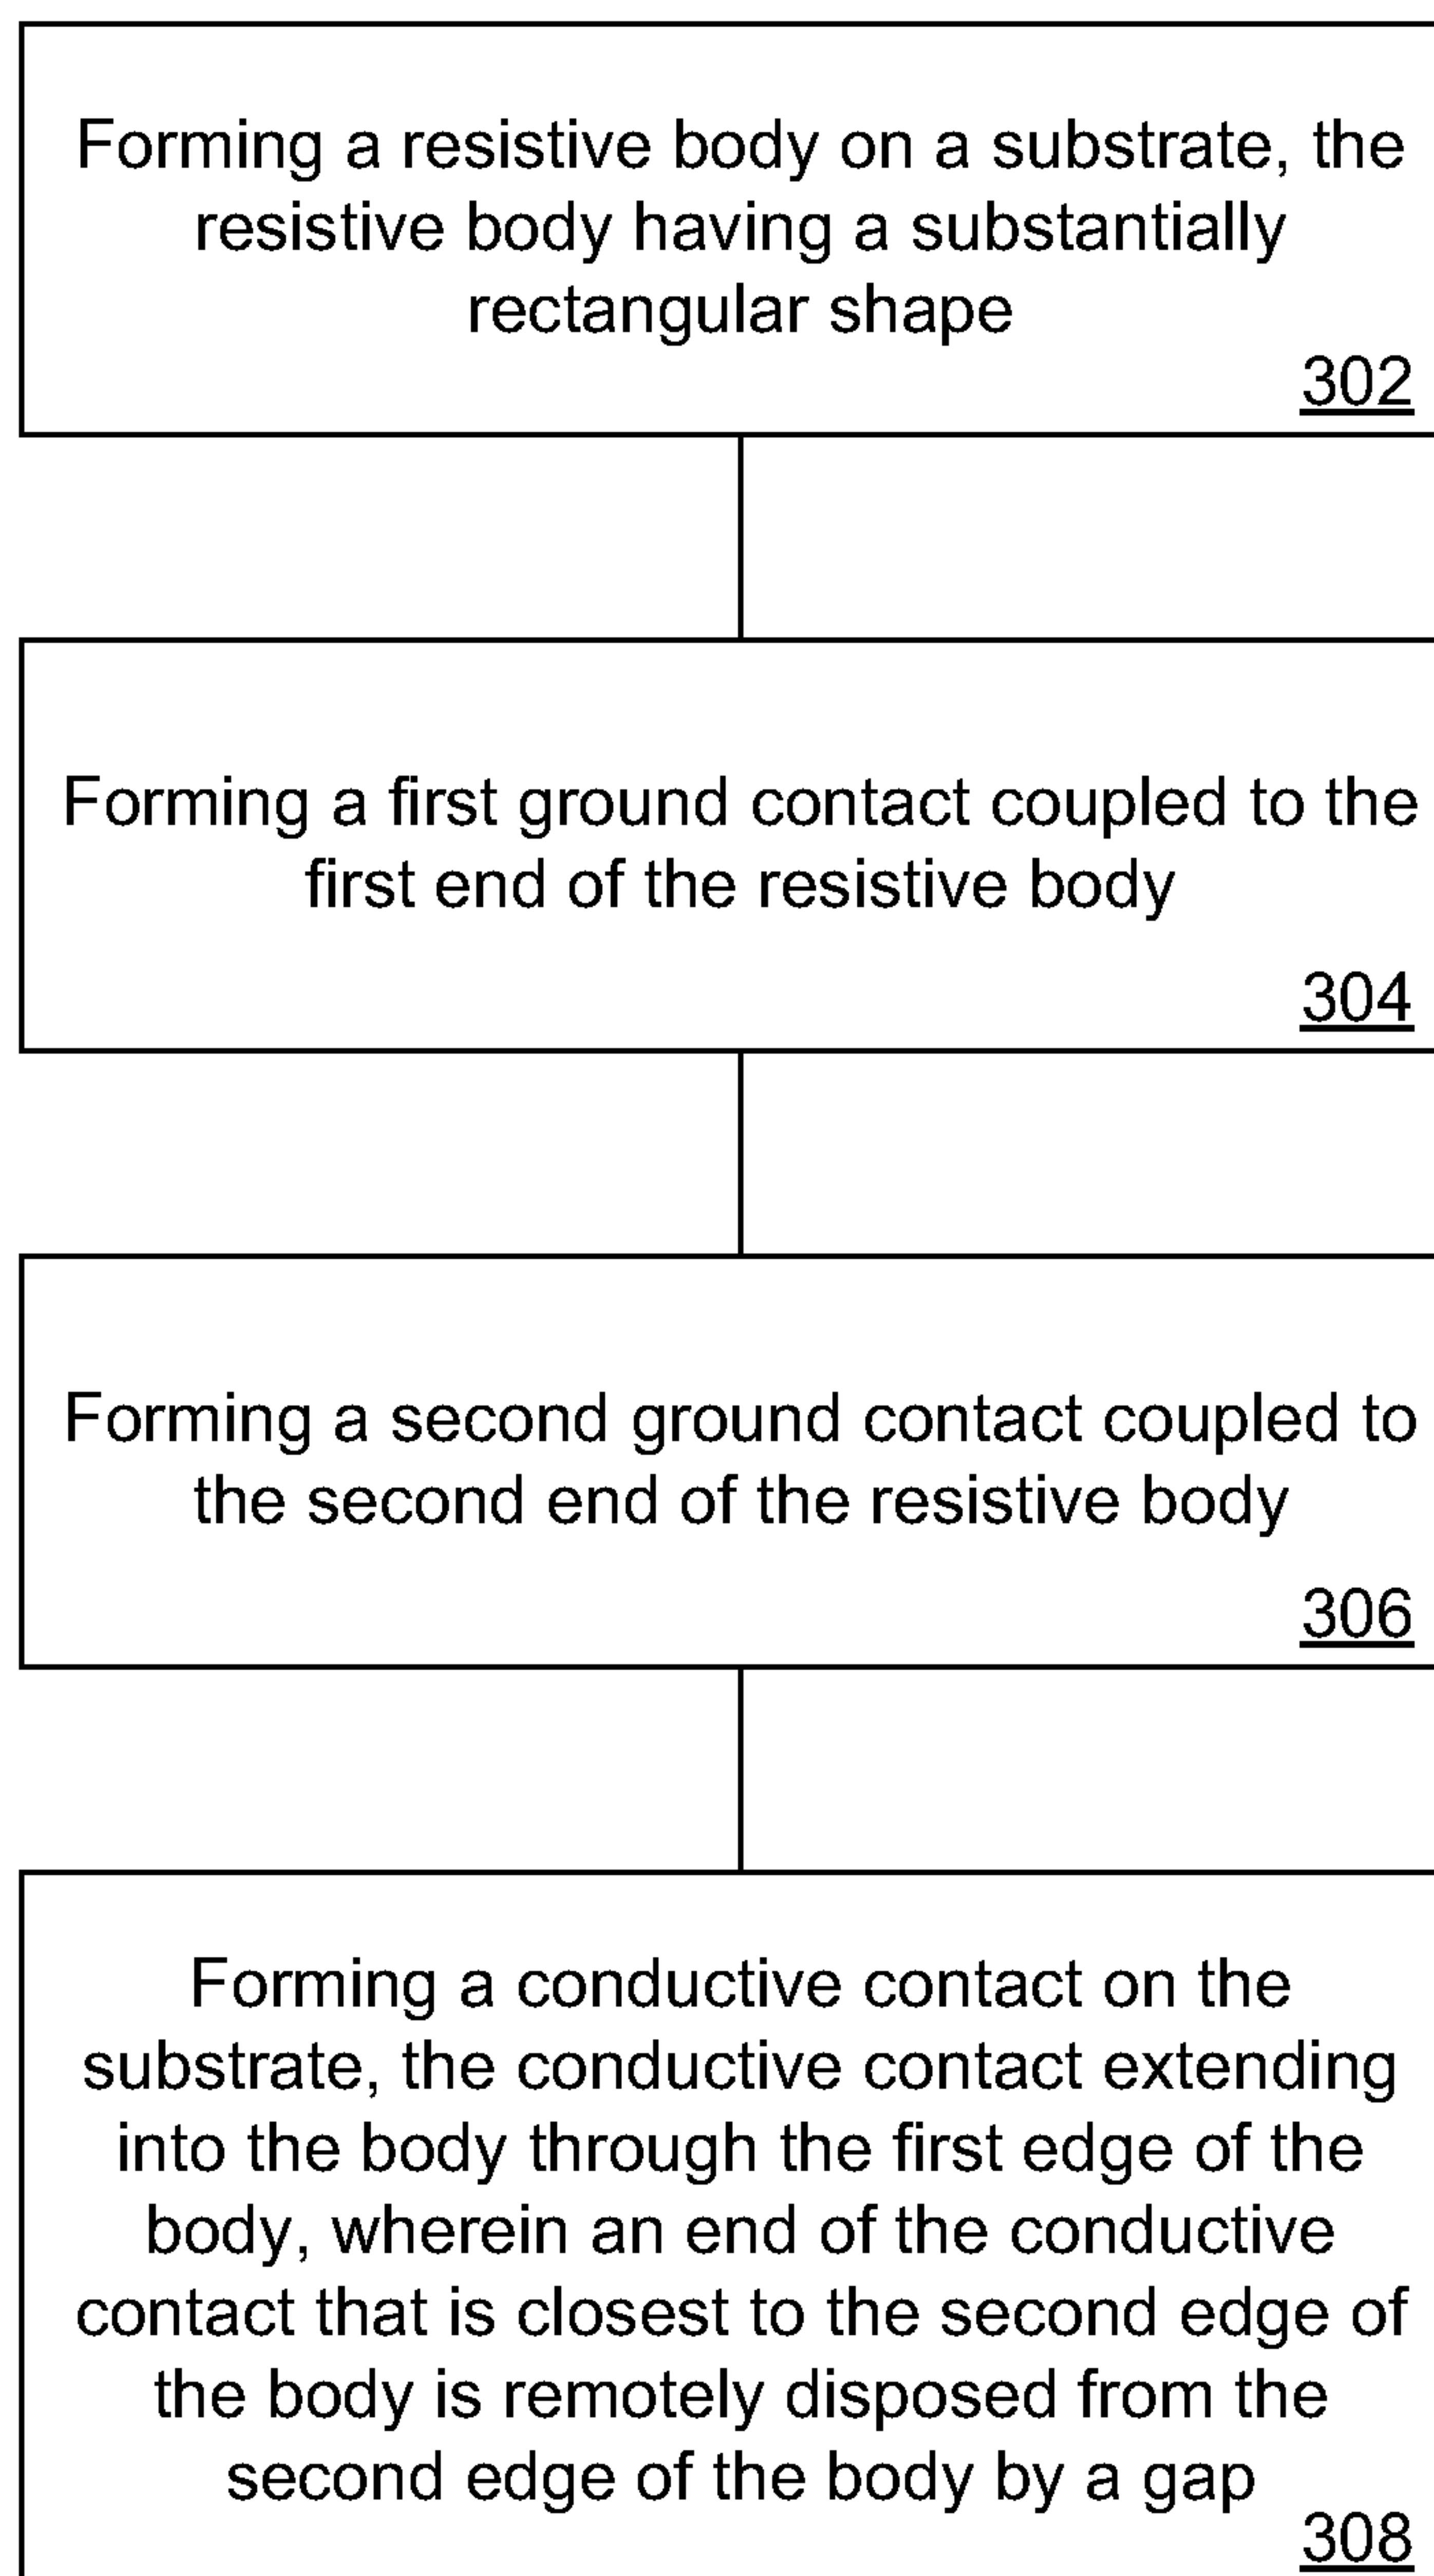 Forming a resistive body on a substrate, the
resistive body having a substantially
rectangular shape
302
Forming a first ground contact coupled to the
first end of the resistive body
304
Forming a second ground contact coupled to
the second end of the resistive body
306
Forming a conductive contact on the
substrate, the conductive contact extending
into the body through the first edge of the
body, wherein an end of the conductive
contact that is closest to the second edge of
the body is remotely disposed from the
second edge of the body by a gap
308